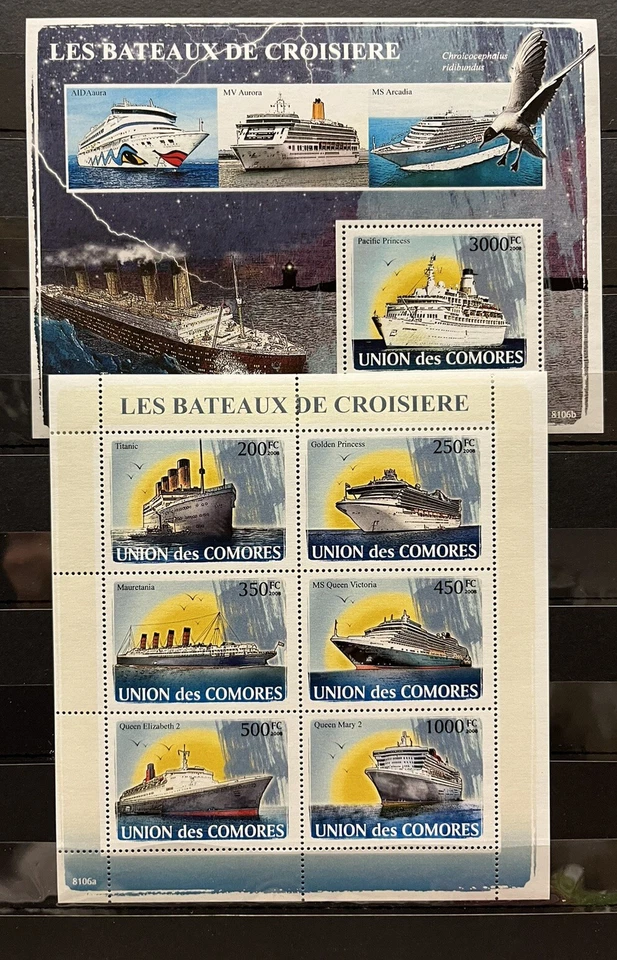 LES BATEAUX DE CROISIERE
Chroicocephalus
ridibundus
AIDAaura
MV Aurora
MS Arcadia
Pacific Princess
3000FC
2008
UNION des COMORES
8106b
LES BATEAUX DE CROISIERE
Titanic
200FC
2008
UNION des COMORES
Golden Princess
250FC
2008
UNION des COMORES
Mauretania
350FC
2008
UNION des COMORES
MS Queen Victoria
450FC
2008
UNION des COMORES
Queen Elizabeth 2
500FC
2008
UNION des COMORES
Queen Mary 2
1000FC
2008
UNION des COMORES
8106a